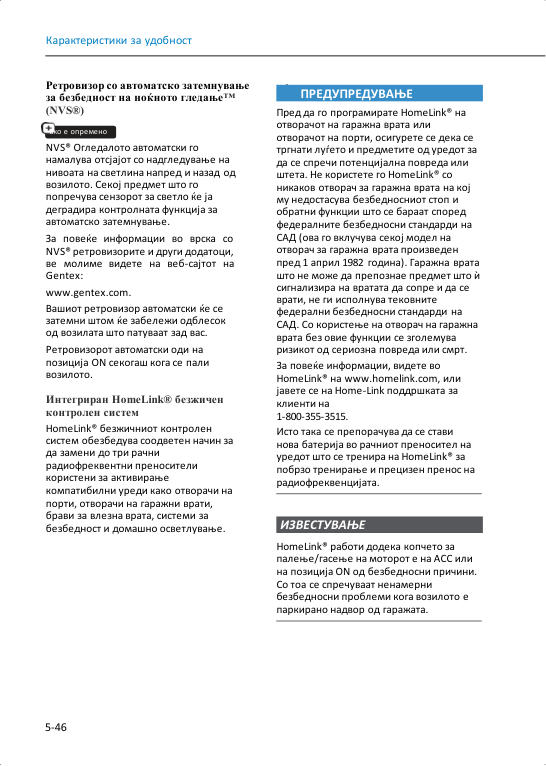 Карактеристики за удобност
Ретровизор со автоматско затемнување
за безбедност на ноќното гледање™
(NVS®)
ко е опремено
NVS® Огледалото автоматски го
намалува отсјајот со надгледување на
нивоата на светлина напред и назад од
возилото. Секој предмет што го
попречува сензорот за светло ќе ја
деградира контролната функција за
автоматско затемнување.
За повеќе информации во врска со
NVS® ретровизорите и други додатоци,
ве молиме видете на веб-сајтот на
Gentex:
www.gentex.com.
Вашиот ретровизор автоматски ќе се
затемни штом ќе забележи одблесок
од возилата што патуваат зад вас.
Ретровизорот автоматски оди на
позиција ON секогаш кога се пали
возилото.
Интегриран HomeLink® безжичен
контролен систем
HomeLink® безжичниот контролен
систем обезбедува соодветен начин за
да замени до три рачни
радиофреквентни преносители
користени за активирање
компатибилни уреди како отворачи на
порти, отворачи на гаражни врати,
брави за влезна врата, системи за
безбедност и домашно осветлување.
ПРЕДУПРЕДУВАЊЕ
Пред да го програмирате HomeLink® на
отворачот на гаражна врата или
отворачот на порти, осигурете се дека се
тргнати луѓето и предметите од уредот за
да се спречи потенцијална повреда или
штета. Не користете го HomeLink® со
никаков отворач за гаражна врата на кој
му недостасува безбедносниот стоп и
обратни функции што се бараат според
федералните безбедносни стандарди на
САД (ова го вклучува секој модел на
отворач за гаражна врата произведен
пред 1 април 1982 година). Гаражна врата
што не може да препознае предмет што ѝ
сигнализира на вратата да сопре и да се
врати, не ги исполнува тековните
федерални безбедносни стандарди на
САД. Со користење на отворач на гаражна
врата без овие функции се зголемува
ризикот од сериозна повреда или смрт.
За повеќе информации, видете во
HomeLink® на www.homelink.com, или
јавете се на Home-Link поддршката за
клиенти на
1-800-355-3515.
Исто така се препорачува да се стави
нова батерија во рачниот преносител на
уредот што се тренира на HomeLink® за
побрзо тренирање и прецизен пренос на
радиофреквенцијата.
ИЗВЕСТУВАЊЕ
HomeLink® работи додека копчето за
палење/гасење на моторот е на ACC или
на позиција ON од безбедносни причини.
Со тоа се спречуваат ненамерни
безбедносни проблеми кога возилото е
паркирано надвор од гаражата.
5-46